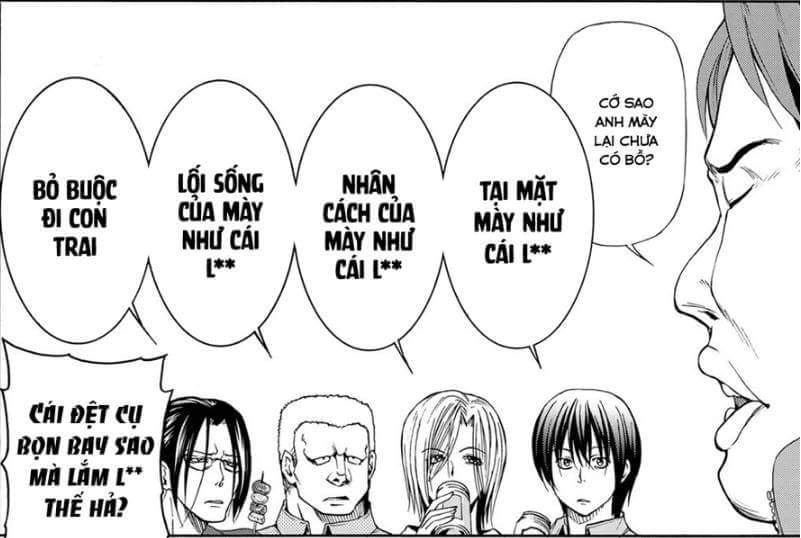 CỚ SAO
ANH MÀY
LẠI CHƯA
CÓ BỒ?
TẠI MẶT
MÀY NHƯ
CÁI L**
NHÂN
CÁCH CỦA
MÀY NHƯ
CÁI L**
LỐI SỐNG
CỦA MÀY
NHƯ CÁI
L**
BỎ BUỘC
ĐI CON
TRAI
CÁI ĐỆT CỤ
BỌN BAY SAO
MÀ LẮM L**
THẾ HẢ?